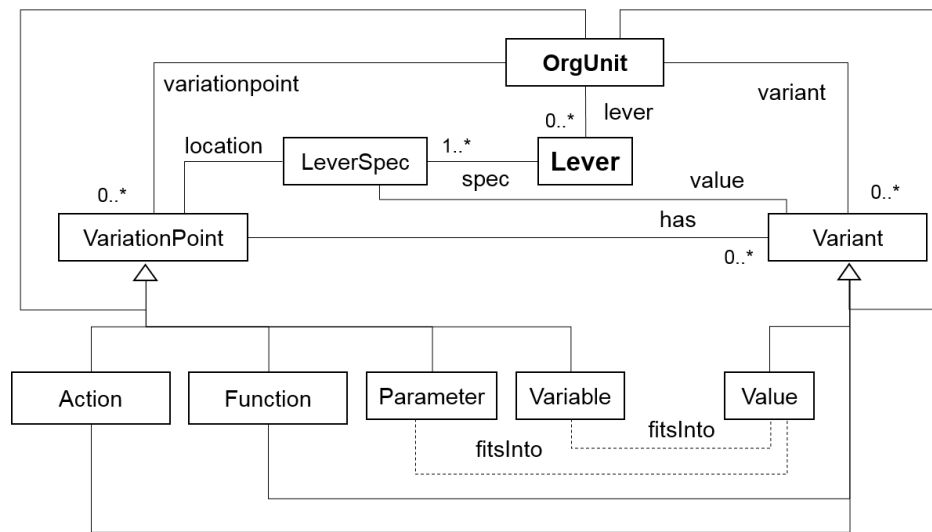 OrgUnit
variationpoint
variant
lever
0..*
location
LeverSpec
1..*
Lever
spec
value
0..*
0..*
has
VariationPoint
Variant
0..*
Action
Function
Parameter
Variable
Value
fitsInto
fitsInto